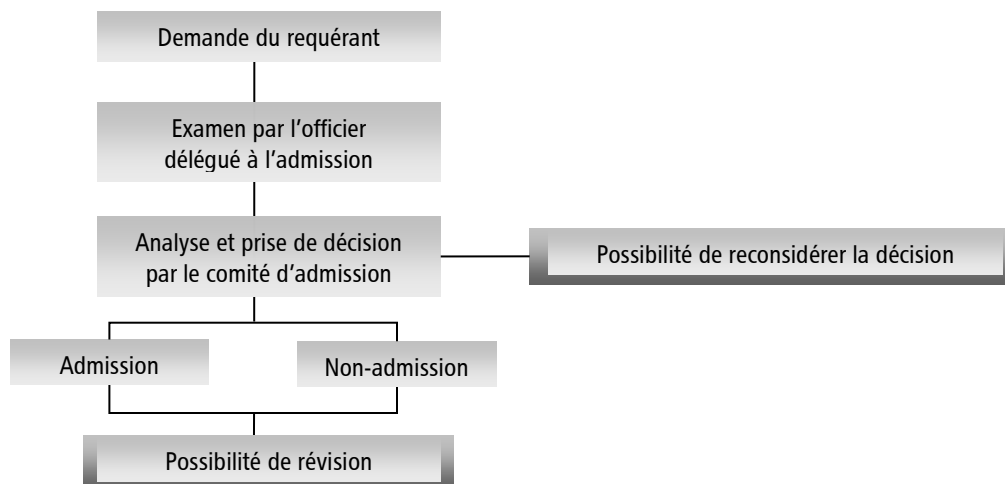 Demande du requérant
Examen par l’officier
délégué à l’admission
Analyse et prise de décision
par le comité d’admission
Possibilité de reconsidérer la décision
Admission
Non-admission
Possibilité de révision